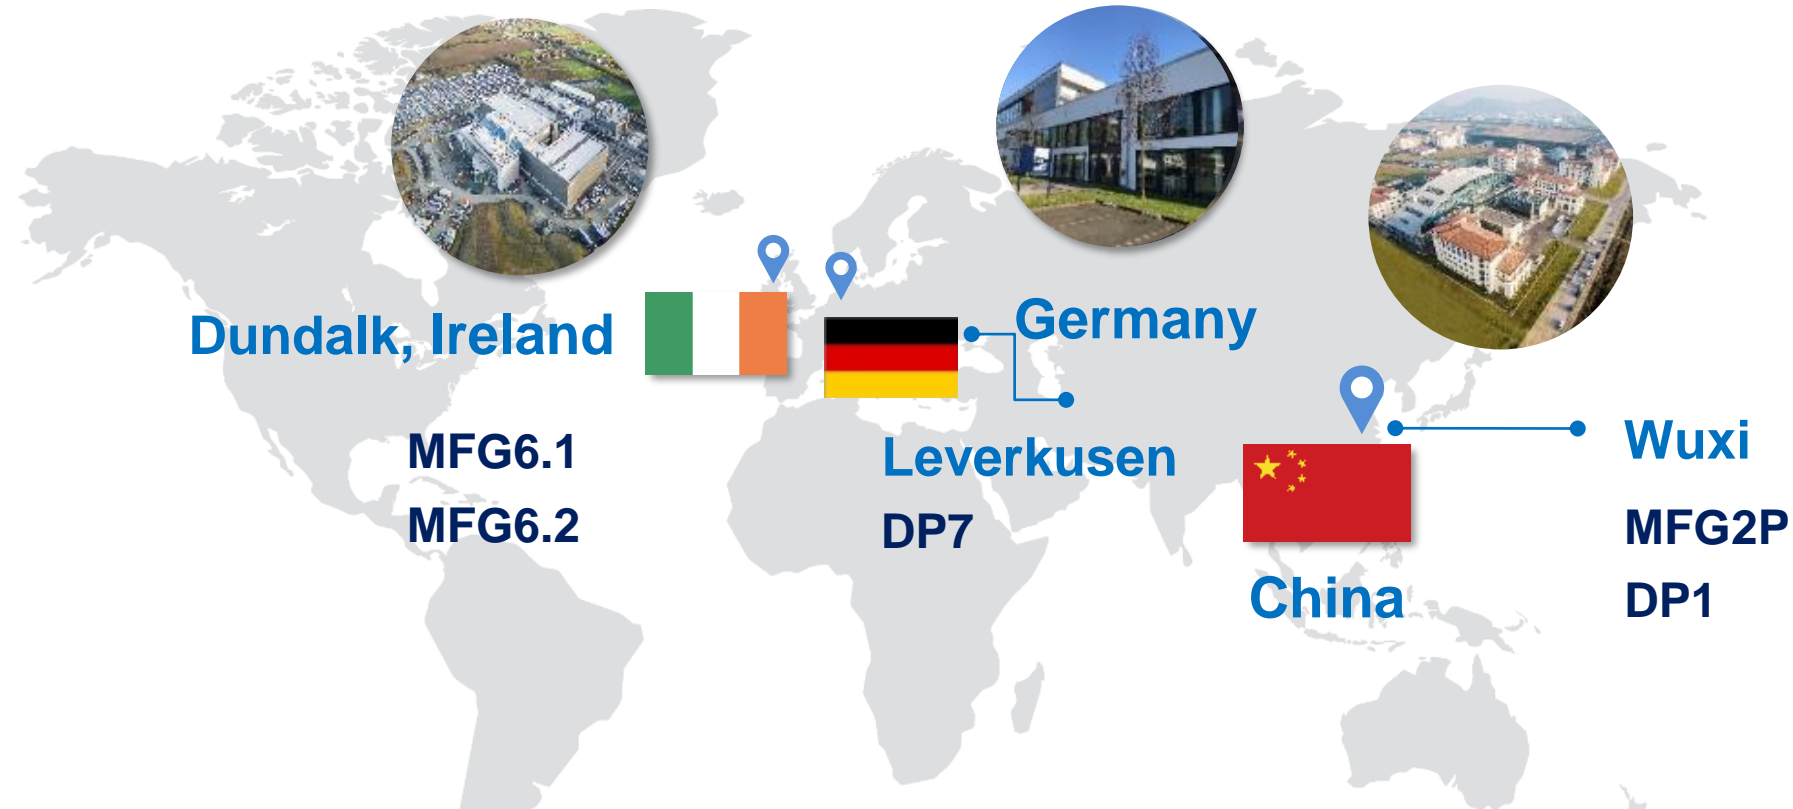 Dundalk, Ireland
MFG6.1
MFG6.2
Germany
Leverkusen
DP7
China
Wuxi
MFG2P
DP1